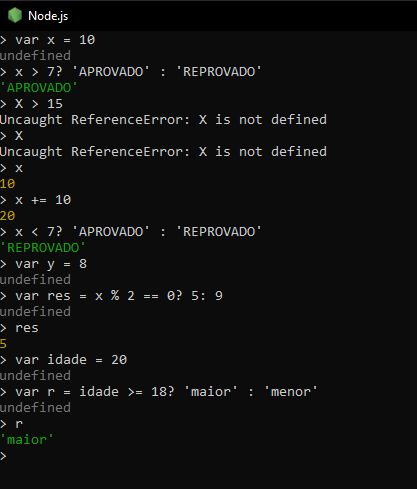 Node.js
> var x = 10
undefined
> x > 7? 'APROVADO' : 'REPROVADO'
'APROVADO'
> X > 15
Uncaught ReferenceError: X is not defined
> X
Uncaught ReferenceError: X is not defined
> x
10
> x += 10
20
> x < 7? 'APROVADO' : 'REPROVADO'
'REPROVADO'
> var y = 8
undefined
> var res = x % 2 == 0? 5: 9
undefined
> res
5
> var idade = 20
undefined
> var r = idade >= 18? 'maior' : 'menor'
undefined
> r
'maior'
>